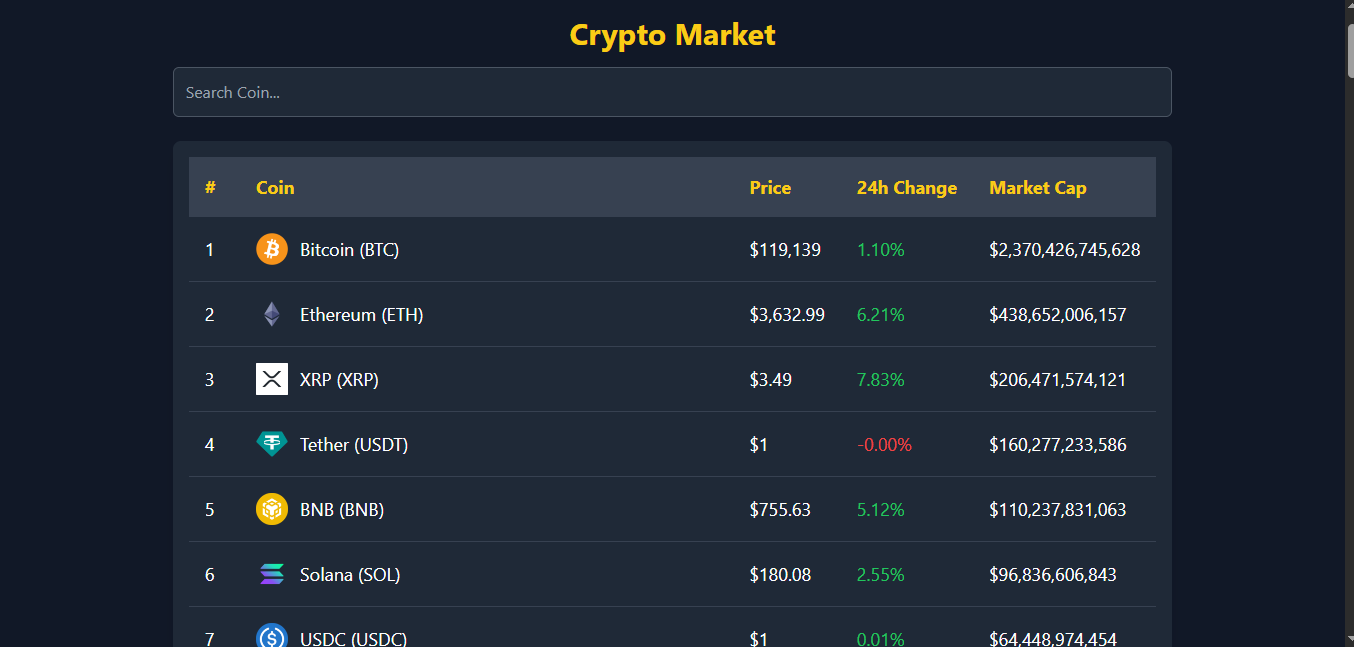 Crypto Market
Search Coin...
# Coin Price 24h Change Market Cap
1 Bitcoin (BTC) $119,139 1.10% $2,370,426,745,628
2 Ethereum (ETH) $3,632.99 6.21% $438,652,006,157
3 XRP (XRP) $3.49 7.83% $206,471,574,121
4 Tether (USDT) $1 -0.00% $160,277,233,586
5 BNB (BNB) $755.63 5.12% $110,237,831,063
6 Solana (SOL) $180.08 2.55% $96,836,606,843
7 USDC (USDC) $1 0.01% $64,448,974,454